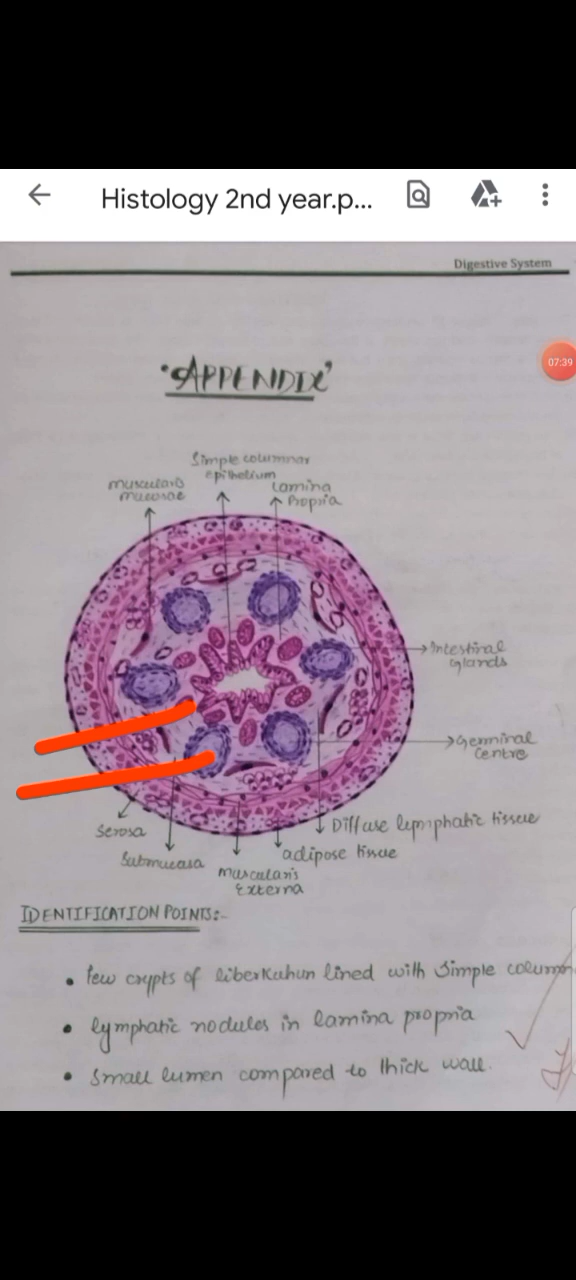 Histology 2nd year.p...
Digestive System
07:39
"APPENDIX"
Simple columnar
epithelium
Lamina
Propria
muscularis
mucosae
Intestinal
glands
Germinal
Centre
Diffuse lymphatic tissue
Serosa
Submucosa
adipose tissue
muscularis
Externa
IDENTIFICATION POINTS:-
• few crypts of liberkuhun lined with Simple column
• lymphatic nodules in lamina propria
• Small lumen compared to thick wall.